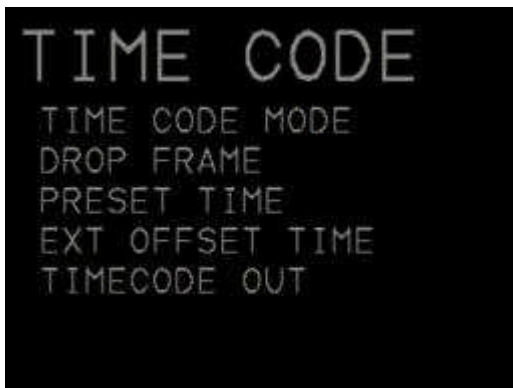 TIME CODE
TIME CODE MODE
DROP FRAME
PRESET TIME
EXT OFFSET TIME
TIMECODE OUT